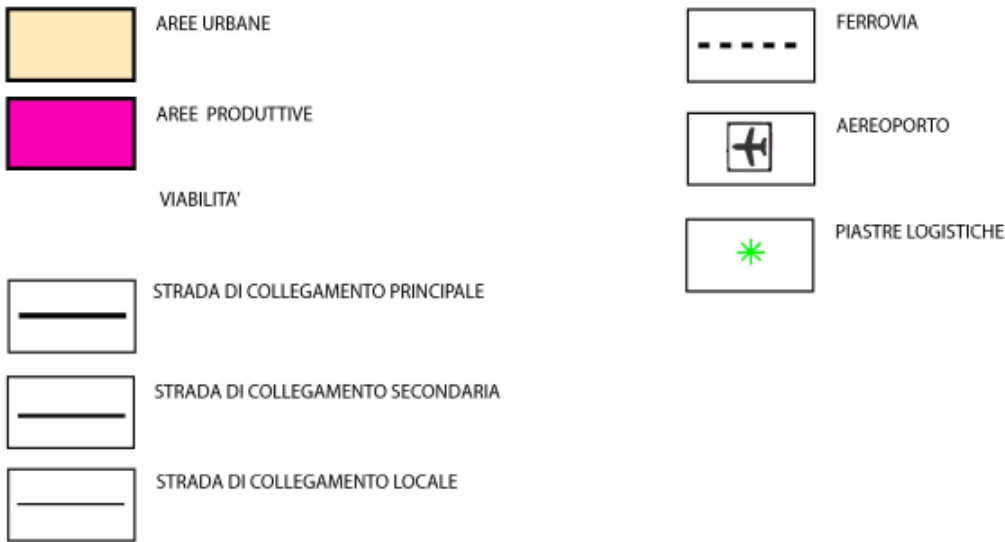 AREE URBANE
AREE PRODUTTIVE
VIABILITA'
STRADA DI COLLEGAMENTO PRINCIPALE
STRADA DI COLLEGAMENTO SECONDARIA
STRADA DI COLLEGAMENTO LOCALE
FERROVIA
AEREOPORTO
PIASTRE LOGISTICHE